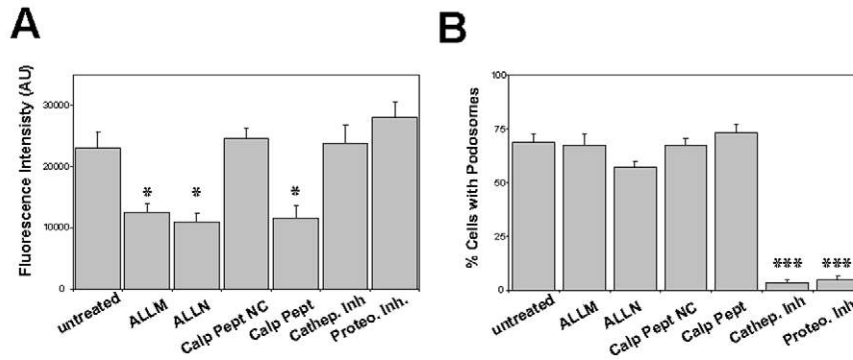 A
Fluorescence Intensisty (AU)
30000
20000
10000
0
*
*
*
untreated
ALLM
ALLN
Calp Pept NC
Calp Pept
Cathep. Inh
Proteo. Inh.
B
% Cells with Podosomes
100
75
50
25
0
***
***
untreated
ALLM
ALLN
Calp Pept NC
Calp Pept
Cathep. Inh
Proteo. Inh